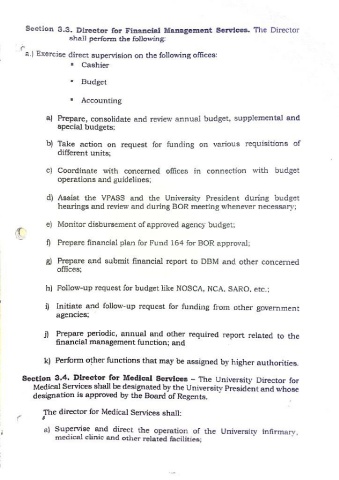 Section 3.3. Director for Financial Management Services. The Director
shall perform the following:
a.) Exercise direct supervision on the following offices:
• Cashier
• Budget
• Accounting
a) Prepare, consolidate and review annual budget, supplemental and
special budgets;
b) Take action on request for funding on various requisitions of
different units;
c) Coordinate with concerned offices in connection with budget
operations and guidelines;
d) Assist the VPASS and the University President during budget
hearings and review and during BOR meeting whenever necessary;
e) Monitor disbursement of approved agency budget;
f) Prepare financial plan for Fund 164 for BOR approval;
g) Prepare and submit financial report to DBM and other concerned
offices;
h) Follow-up request for budget like NOSCA, NCA, SARO, etc.;
i) Initiate and follow-up request for funding from other government
agencies;
j) Prepare periodic, annual and other required report related to the
financial management function; and
k) Perform other functions that may be assigned by higher authorities.
Section 3.4. Director for Medical Services – The University Director for
Medical Services shall be designated by the University President and whose
designation is approved by the Board of Regents.
The director for Medical Services shall:
a) Supervise and direct the operation of the University Infirmary,
medical clinic and other related facilities;